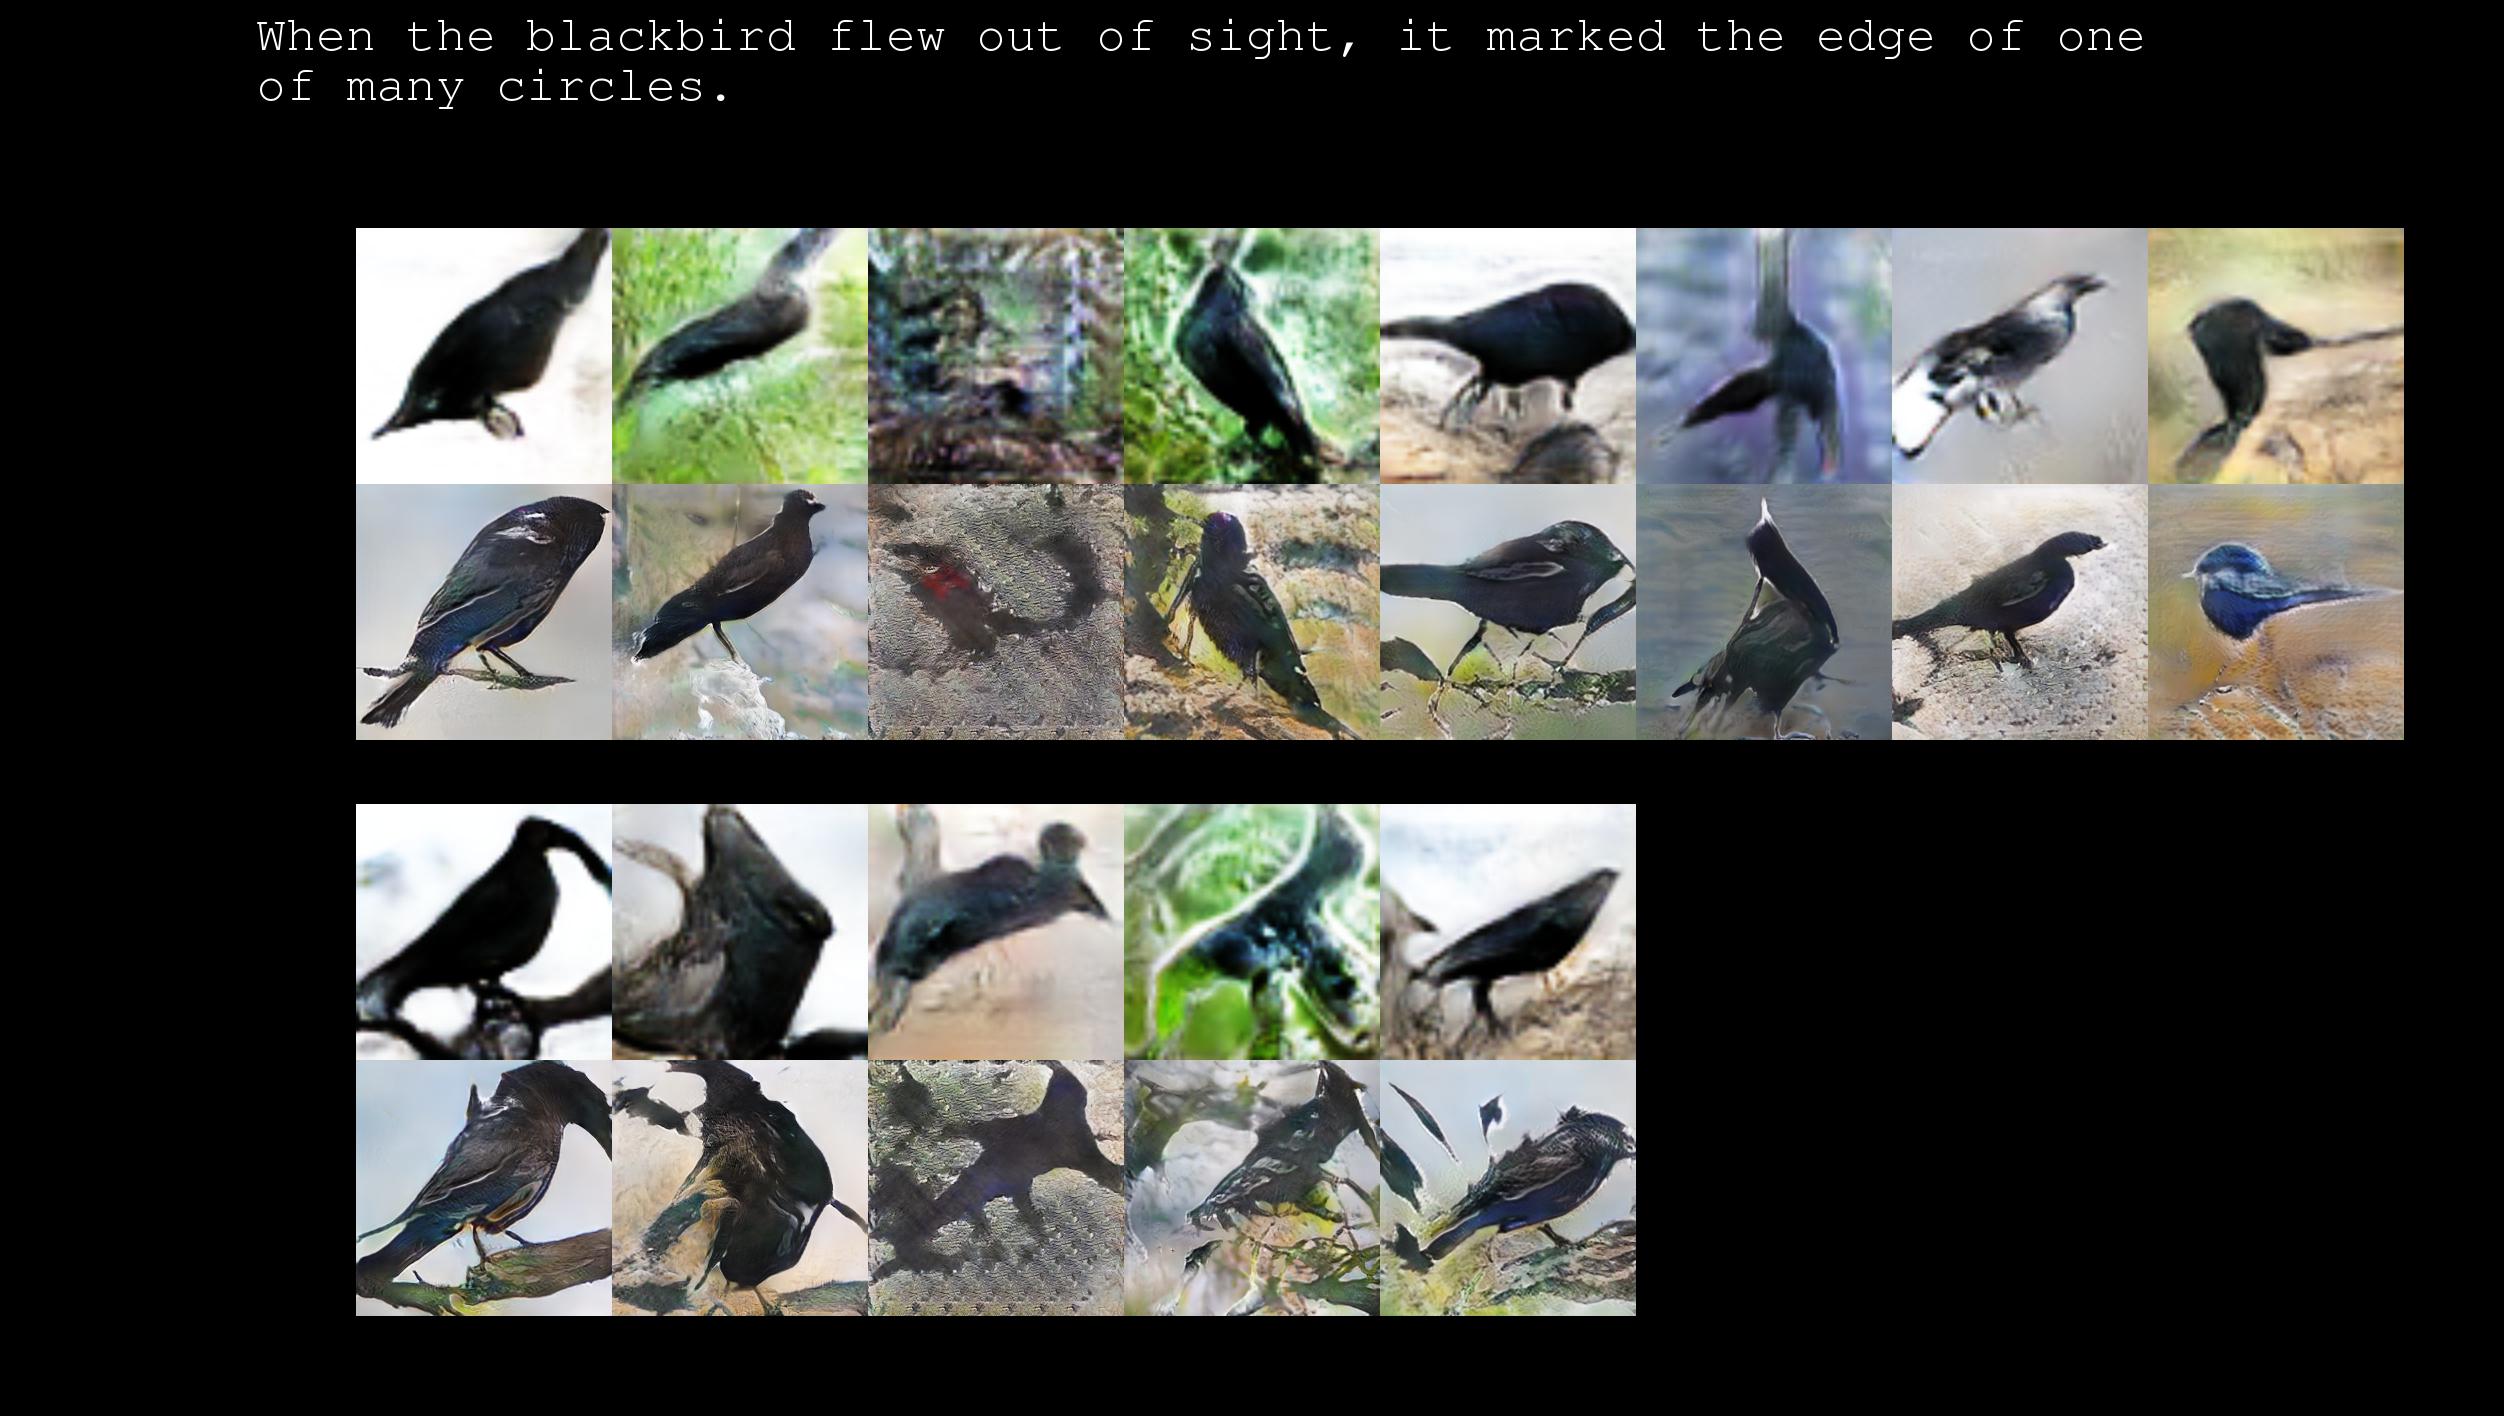 When the blackbird flew out of sight, it marked the edge of one
of many circles.